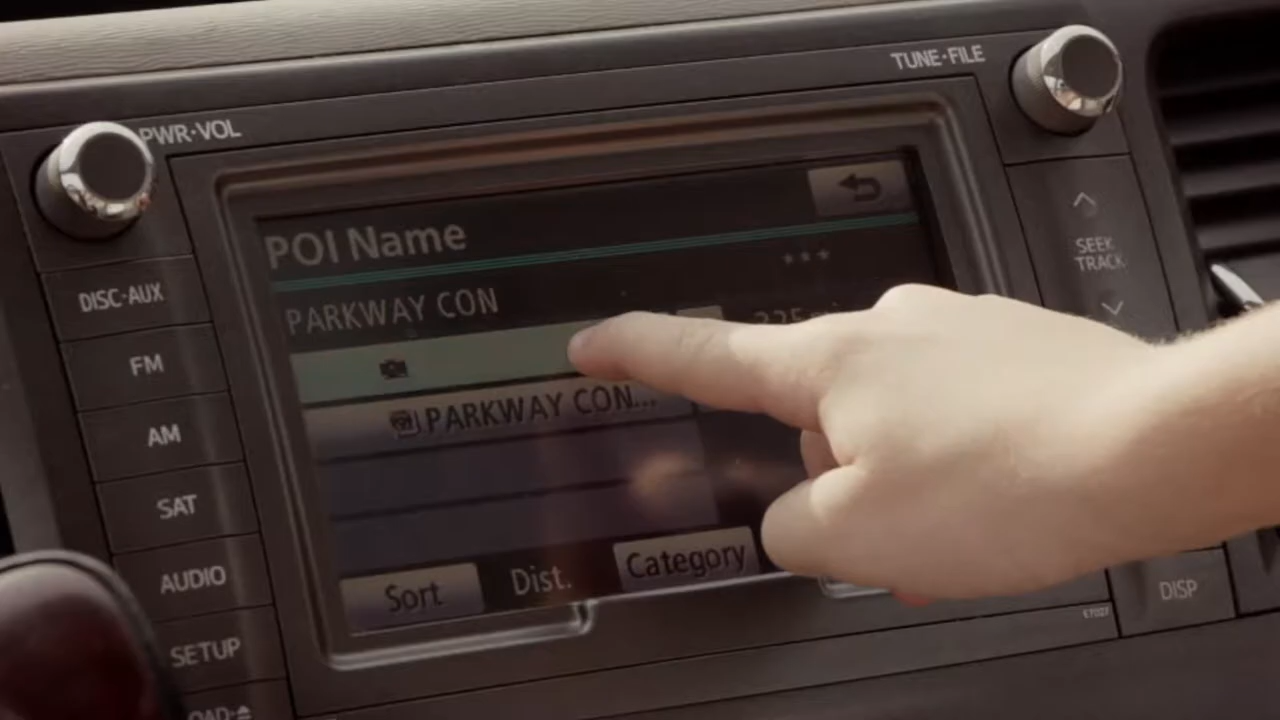 TUNE·FILE
PWR·VOL
POI Name
***
SEEK
TRACK
DISC·AUX
PARKWAY CON
FM
PARKWAY CON...
AM
SAT
Category
AUDIO
Sort
Dist.
DISP
SETUP